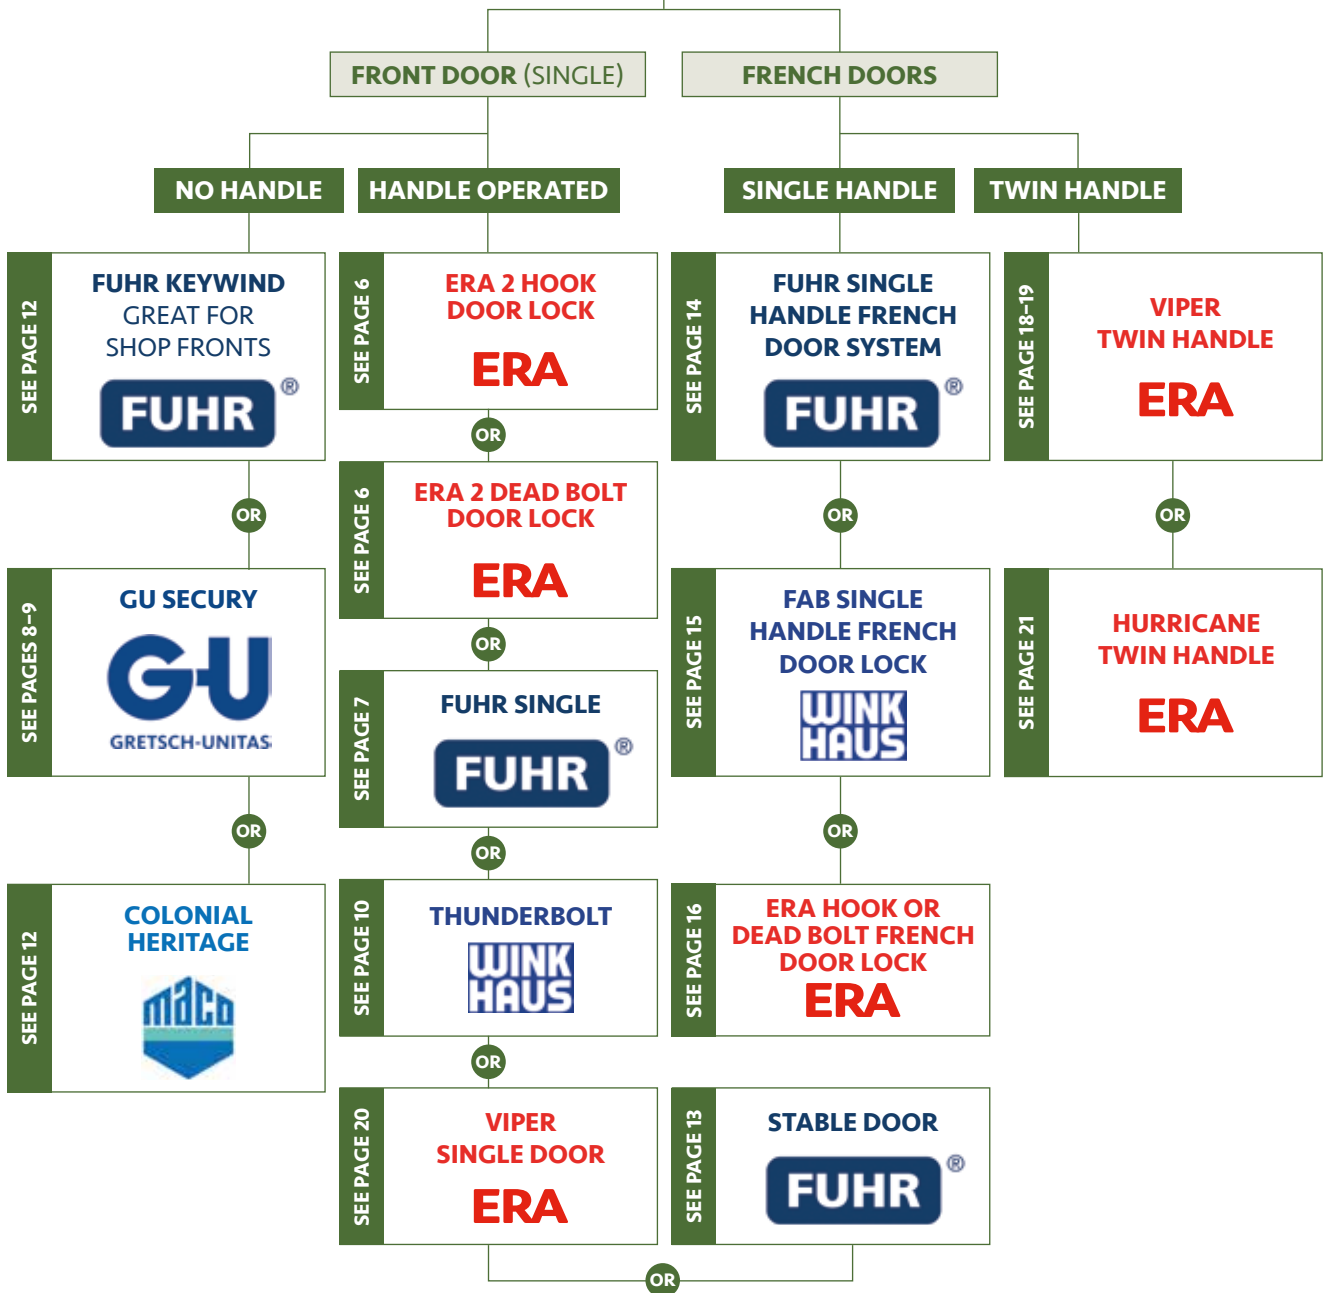 FRONT DOOR (SINGLE)
FRENCH DOORS
NO HANDLE
HANDLE OPERATED
SINGLE HANDLE
TWIN HANDLE
SEE PAGE 12
FUHR KEYWIND
GREAT FOR
SHOP FRONTS
FUHR®
OR
SEE PAGES 8–9
GU SECURY
G-U
GRETSCH-UNITAS
OR
SEE PAGE 12
COLONIAL
HERITAGE
maco
SEE PAGE 6
ERA 2 HOOK
DOOR LOCK
ERA
OR
SEE PAGE 6
ERA 2 DEAD BOLT
DOOR LOCK
ERA
OR
SEE PAGE 7
FUHR SINGLE
FUHR®
OR
SEE PAGE 10
THUNDERBOLT
WINK
HAUS
OR
SEE PAGE 20
VIPER
SINGLE DOOR
ERA
OR
SEE PAGE 13
STABLE DOOR
FUHR®
SEE PAGE 14
FUHR SINGLE
HANDLE FRENCH
DOOR SYSTEM
FUHR®
OR
SEE PAGE 15
FAB SINGLE
HANDLE FRENCH
DOOR LOCK
WINK
HAUS
OR
SEE PAGE 16
ERA HOOK OR
DEAD BOLT FRENCH
DOOR LOCK
ERA
SEE PAGE 18–19
VIPER
TWIN HANDLE
ERA
OR
SEE PAGE 21
HURRICANE
TWIN HANDLE
ERA